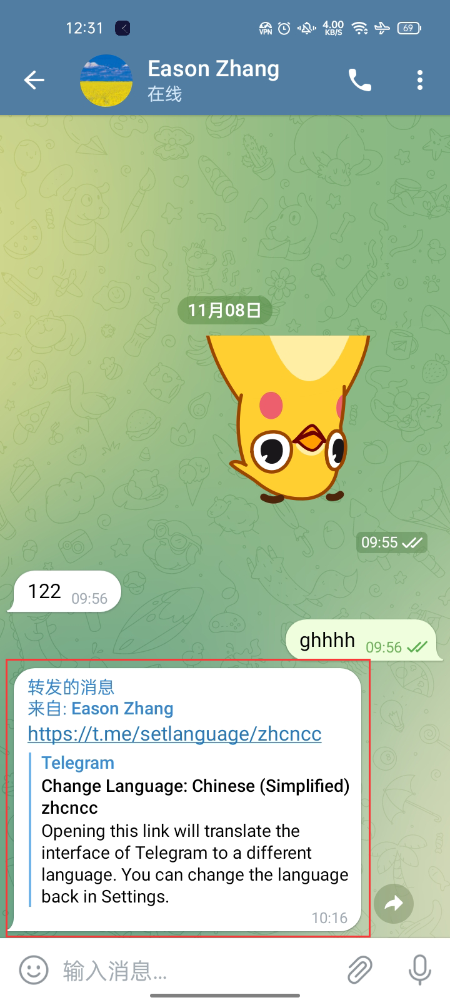 12:31 VPN 4.00 KB/S 69
Eason Zhang
在线
11月08日
09:55
122 09:56
ghhhh 09:56
转发的消息
来自: Eason Zhang
https://t.me/setlanguage/zhcncc
Telegram
Change Language: Chinese (Simplified)
zhcncc
Opening this link will translate the
interface of Telegram to a different
language. You can change the language
back in Settings.
10:16
输入消息...